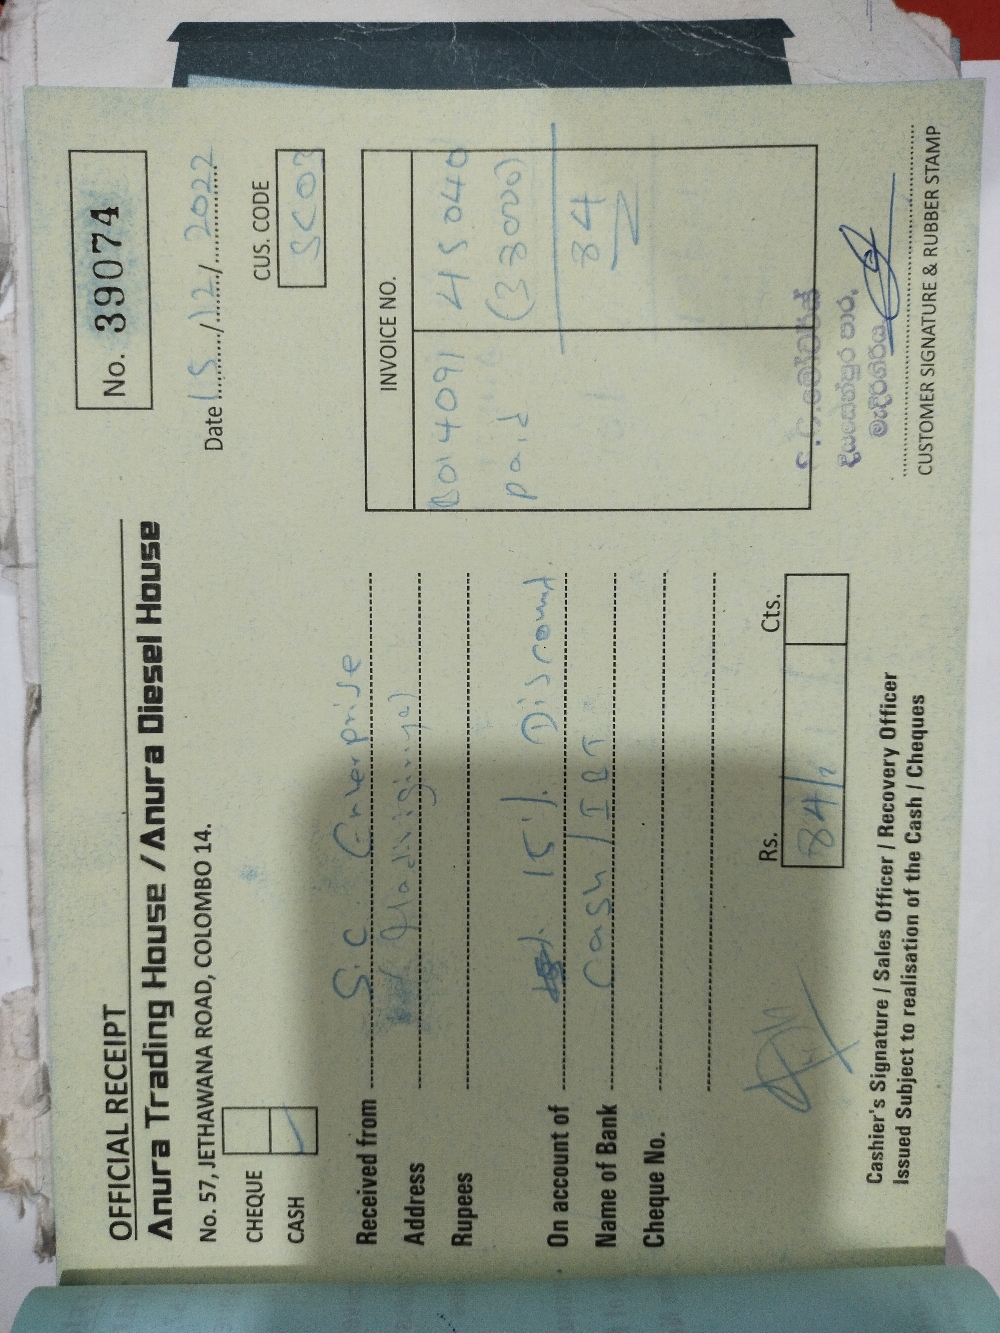 OFFICIAL RECEIPT
Anura Trading House / Anura Diesel House
No. 57, JETHAWANA ROAD, COLOMBO 14.
No. 39074
Date 15/12/2022
CHEQUE
CASH
CUS. CODE
SC03
Received from S.C. Enterprise
Address
Rupees
On account of 15% Discount
Name of Bank Cash / IBT
Cheque No.
INVOICE NO.
B014091 45040
paid
84
Rs. Cts.
84/
Cashier's Signature / Sales Officer / Recovery Officer
Issued Subject to realisation of the Cash / Cheques
CUSTOMER SIGNATURE & RUBBER STAMP